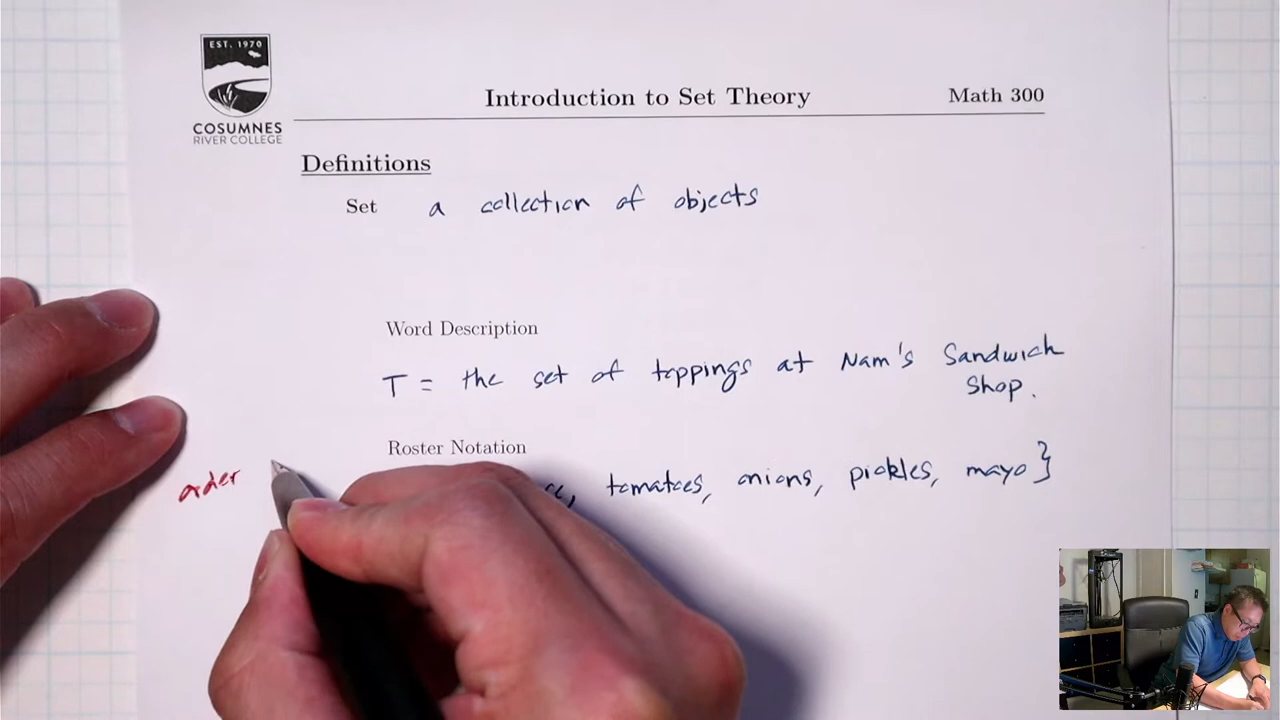 EST. 1970
COSUMNES
RIVER COLLEGE
Introduction to Set Theory Math 300
Definitions
Set a collection of objects
Word Description
T = the set of toppings at Nam's Sandwich
Shop.
Roster Notation
order
tomatoes, onions, pickles, mayo}